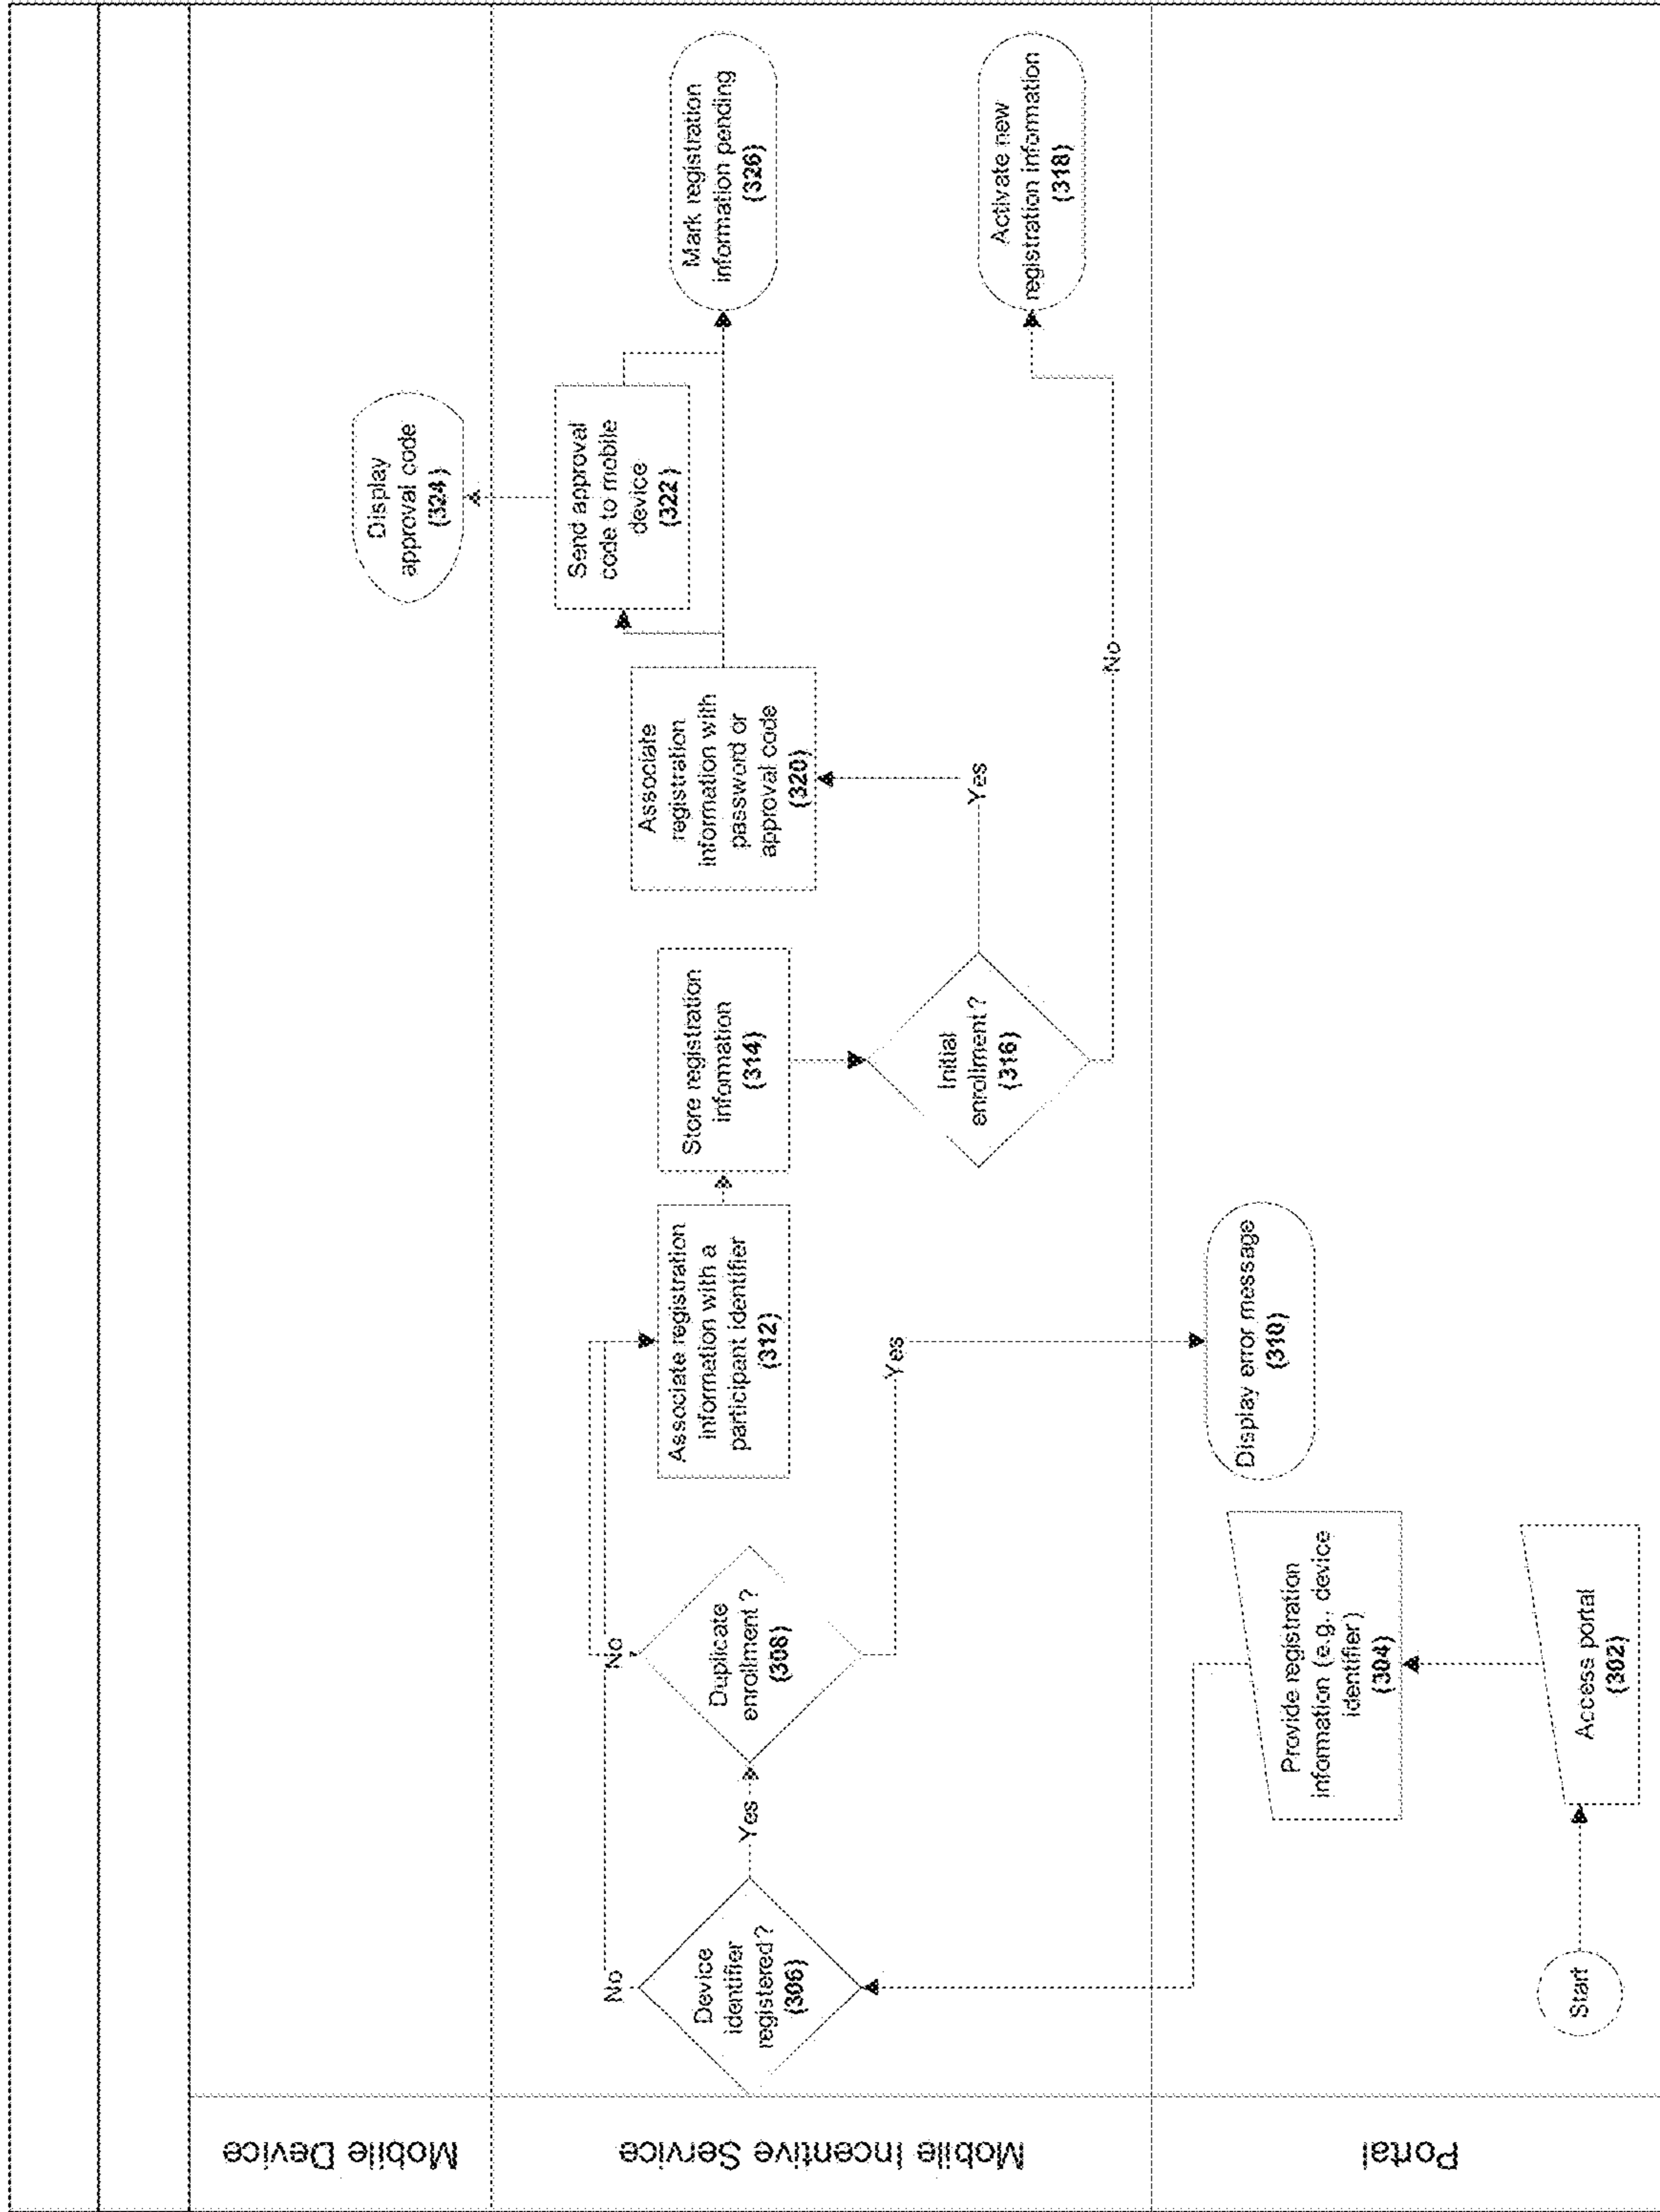 Mobile Device
Display
approval code
(324)
Mobile Incentive Service
Device
identifier
registered?
(306)
No
Yes
Duplicate
enrollment?
(308)
No
Yes
Associate registration
information with a
participant identifier
(312)
Store registration
information
(314)
Initial
enrollment?
(316)
Yes
No
Associate
registration
information with
password or
approval code
(320)
Send approval
code to mobile
device
(322)
Mark registration
information pending
(326)
Activate new
registration information
(318)
Portal
Start
Access portal
(302)
Provide registration
information (e.g., device
identifier)
(304)
Display error message
(310)